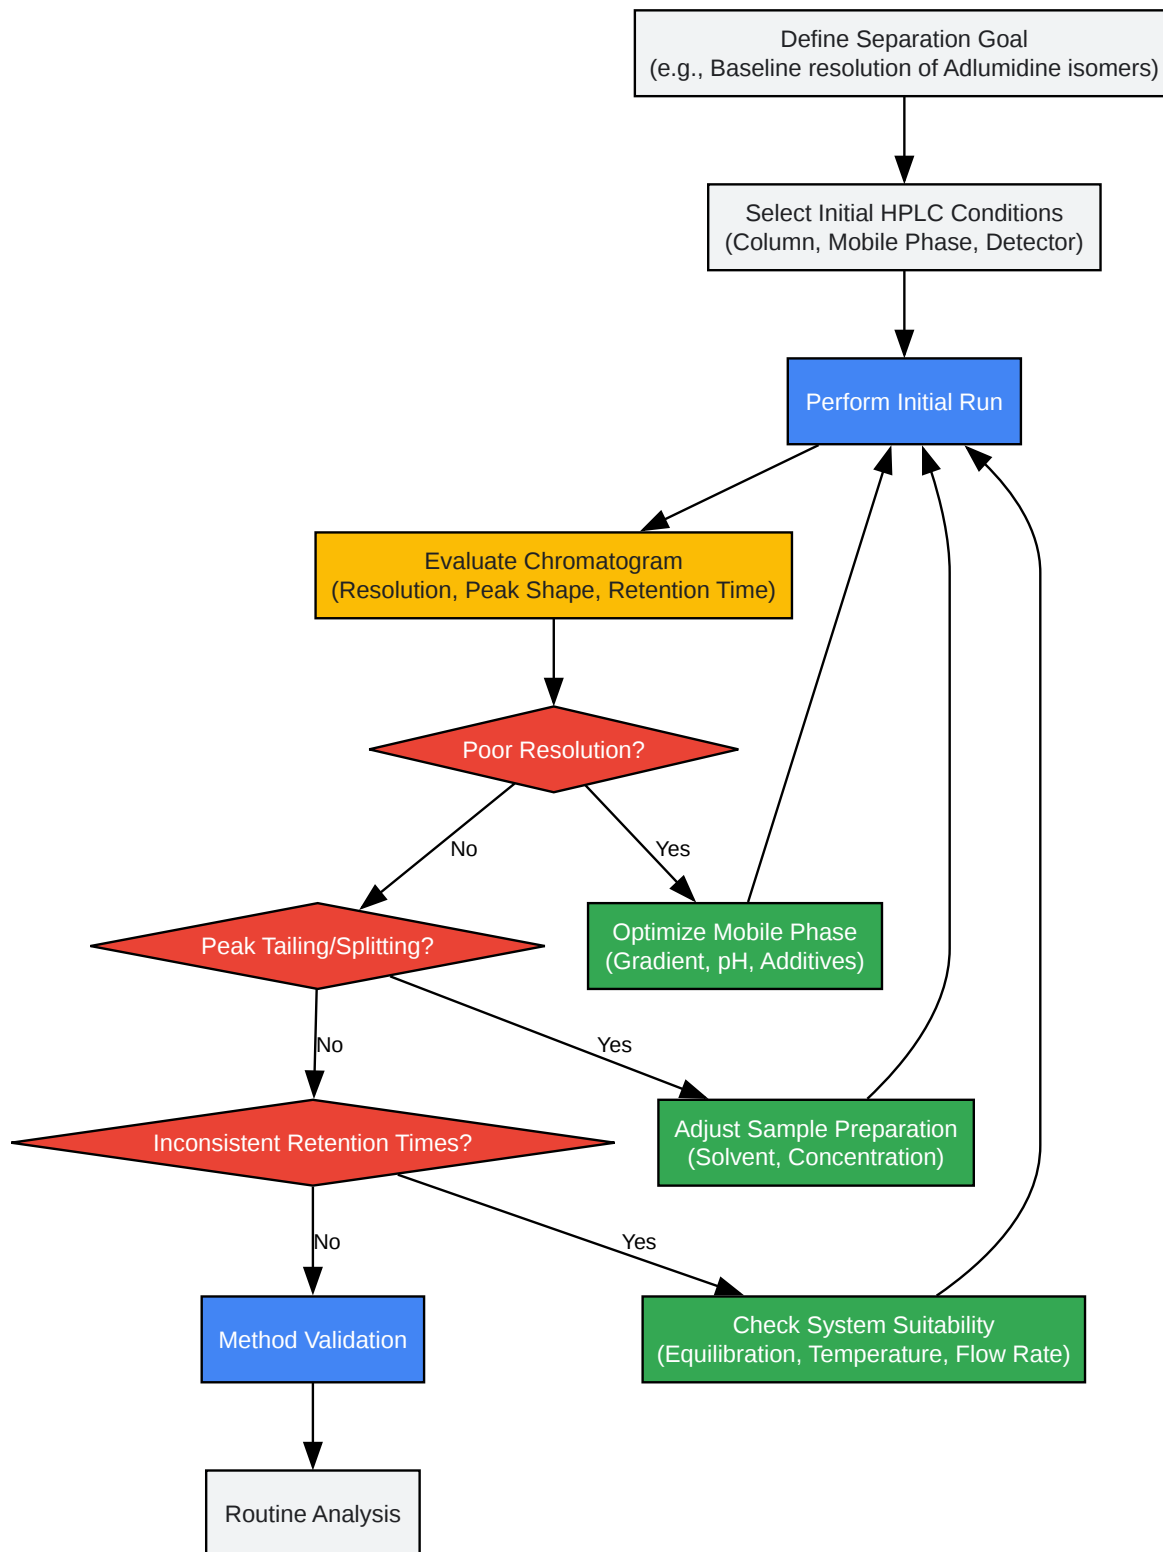 Define Separation Goal
(e.g., Baseline resolution of Adlumidine isomers)
Select Initial HPLC Conditions
(Column, Mobile Phase, Detector)
Perform Initial Run
Evaluate Chromatogram
(Resolution, Peak Shape, Retention Time)
Poor Resolution?
No
Yes
Peak Tailing/Splitting?
Optimize Mobile Phase
(Gradient, pH, Additives)
No
Yes
Inconsistent Retention Times?
Adjust Sample Preparation
(Solvent, Concentration)
No
Yes
Method Validation
Check System Suitability
(Equilibration, Temperature, Flow Rate)
Routine Analysis